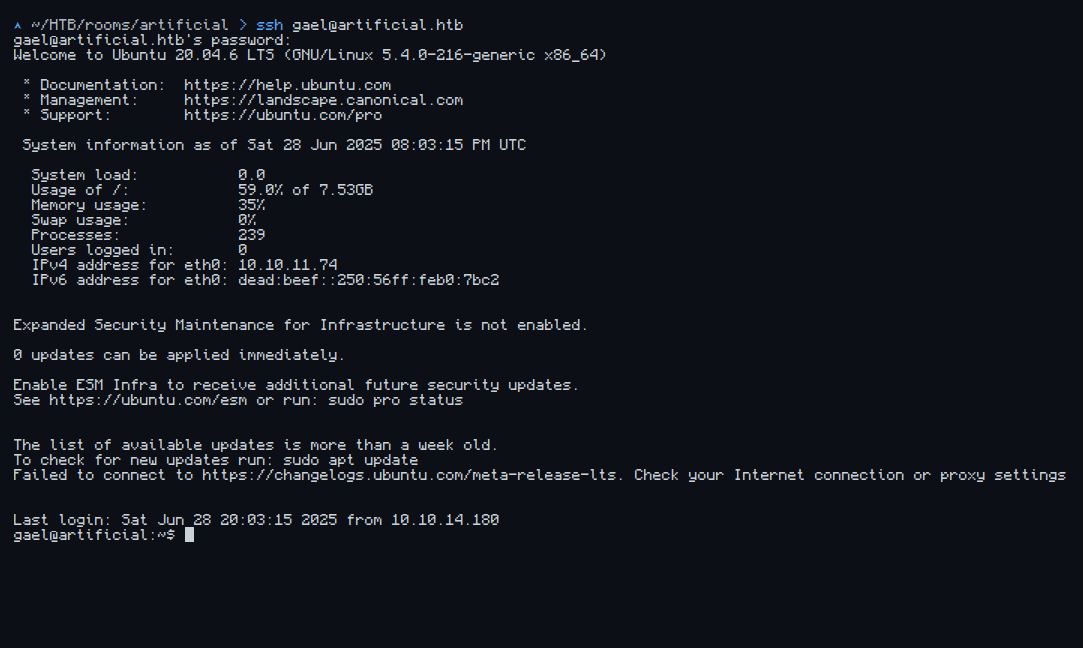 ^ ~/HTB/rooms/artificial > ssh gael@artificial.htb
gael@artificial.htb's password:
Welcome to Ubuntu 20.04.6 LTS (GNU/Linux 5.4.0-216-generic x86_64)
* Documentation: https://help.ubuntu.com
* Management: https://landscape.canonical.com
* Support: https://ubuntu.com/pro
System information as of Sat 28 Jun 2025 08:03:15 PM UTC
System load: 0.0
Usage of /: 59.0% of 7.53GB
Memory usage: 35%
Swap usage: 0%
Processes: 239
Users logged in: 0
IPv4 address for eth0: 10.10.11.74
IPv6 address for eth0: dead:beef::250:56ff:feb0:7bc2
Expanded Security Maintenance for Infrastructure is not enabled.
0 updates can be applied immediately.
Enable ESM Infra to receive additional future security updates.
See https://ubuntu.com/esm or run: sudo pro status
The list of available updates is more than a week old.
To check for new updates run: sudo apt update
Failed to connect to https://changelogs.ubuntu.com/meta-release-lts. Check your Internet connection or proxy settings
Last login: Sat Jun 28 20:03:15 2025 from 10.10.14.180
gael@artificial:~$